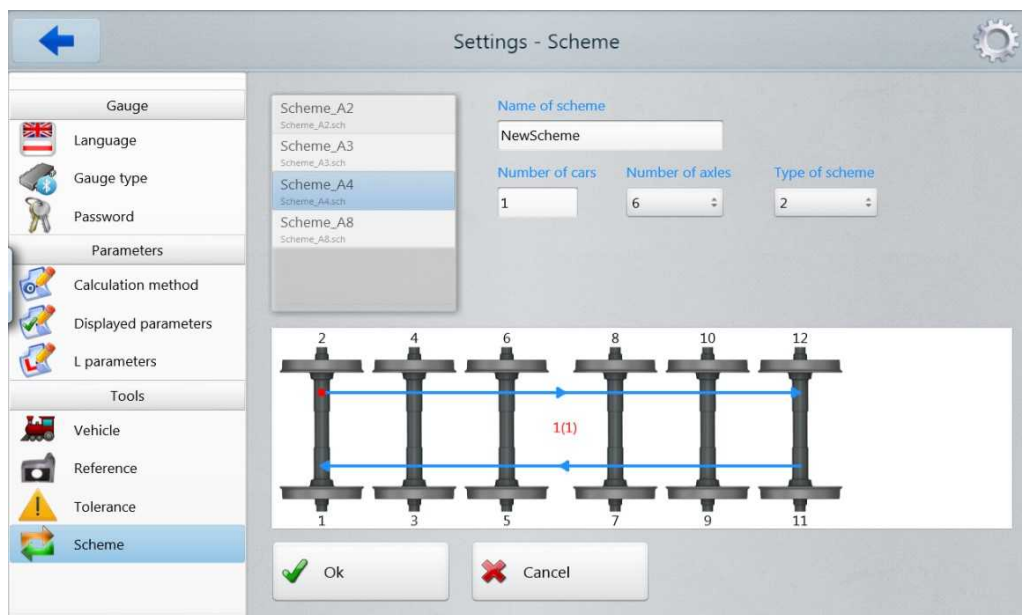 Settings - Scheme
Gauge
Language
Gauge type
Password
Parameters
Calculation method
Displayed parameters
L parameters
Tools
Vehicle
Reference
Tolerance
Scheme
Scheme_A2
Scheme_A2.sch
Scheme_A3
Scheme_A3.sch
Scheme_A4
Scheme_A4.sch
Scheme_A8
Scheme_A8.sch
Name of scheme
NewScheme
Number of cars Number of axles Type of scheme
1 6 2
2 4 6 8 10 12
1(1)
1 3 5 7 9 11
Ok Cancel